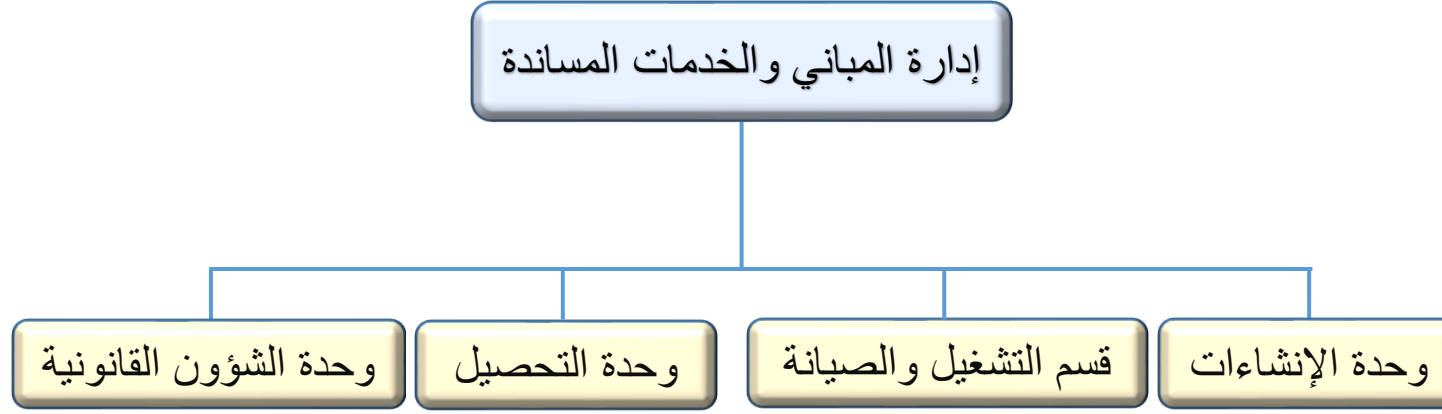 إدارة المباني والخدمات المساندة
وحدة الإنشاءات
قسم التشغيل والصيانة
وحدة التحصيل
وحدة الشؤون القانونية